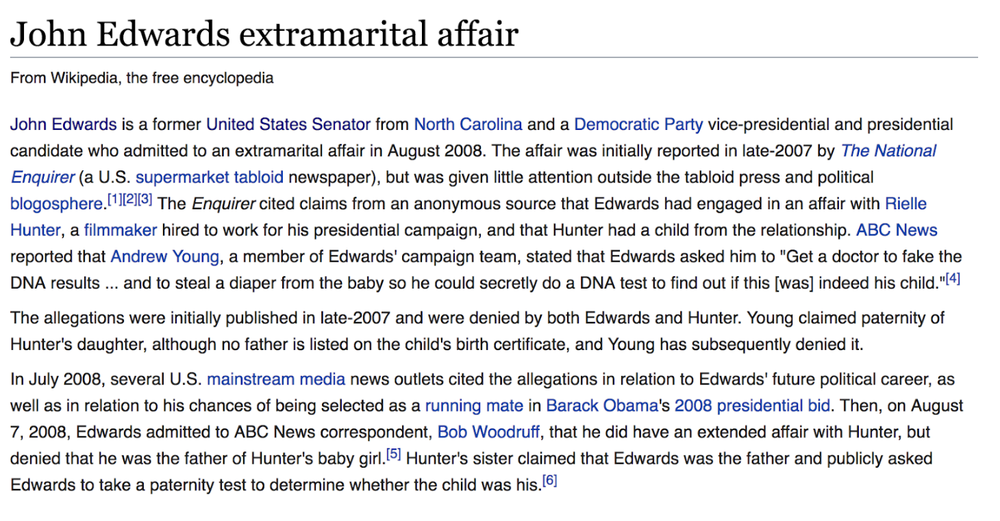 John Edwards extramarital affair
From Wikipedia, the free encyclopedia
John Edwards is a former United States Senator from North Carolina and a Democratic Party vice-presidential and presidential
candidate who admitted to an extramarital affair in August 2008. The affair was initially reported in late-2007 by The National
Enquirer (a U.S. supermarket tabloid newspaper), but was given little attention outside the tabloid press and political
blogosphere.[1][2][3] The Enquirer cited claims from an anonymous source that Edwards had engaged in an affair with Rielle
Hunter, a filmmaker hired to work for his presidential campaign, and that Hunter had a child from the relationship. ABC News
reported that Andrew Young, a member of Edwards' campaign team, stated that Edwards asked him to "Get a doctor to fake the
DNA results ... and to steal a diaper from the baby so he could secretly do a DNA test to find out if this [was] indeed his child."[4]
The allegations were initially published in late-2007 and were denied by both Edwards and Hunter. Young claimed paternity of
Hunter's daughter, although no father is listed on the child's birth certificate, and Young has subsequently denied it.
In July 2008, several U.S. mainstream media news outlets cited the allegations in relation to Edwards' future political career, as
well as in relation to his chances of being selected as a running mate in Barack Obama's 2008 presidential bid. Then, on August
7, 2008, Edwards admitted to ABC News correspondent, Bob Woodruff, that he did have an extended affair with Hunter, but
denied that he was the father of Hunter's baby girl.[5] Hunter's sister claimed that Edwards was the father and publicly asked
Edwards to take a paternity test to determine whether the child was his.[6]